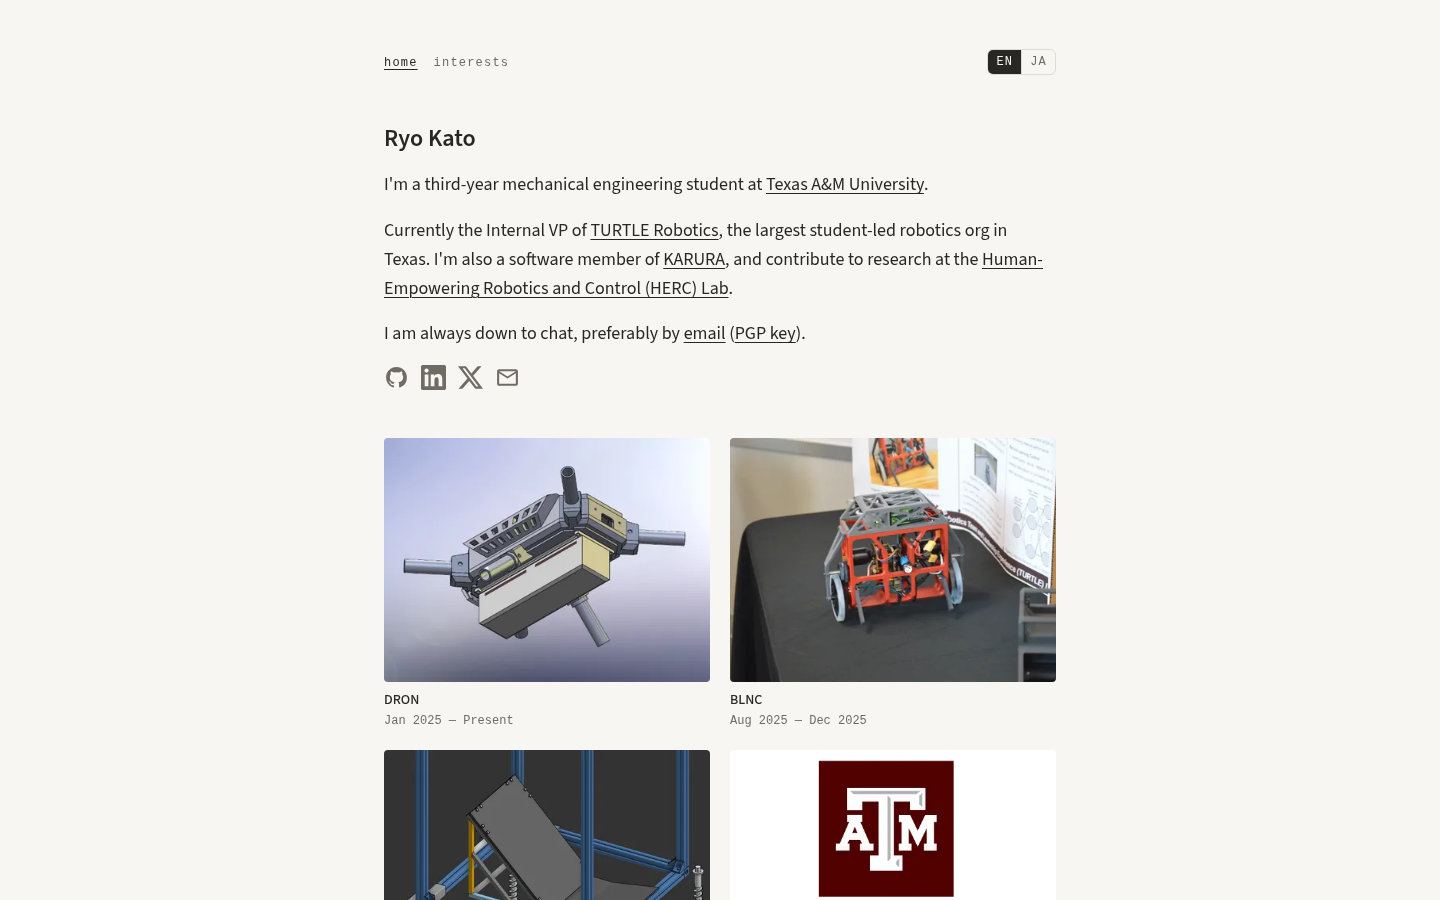 home interests
EN JA
Ryo Kato
I'm a third-year mechanical engineering student at Texas A&M University.
Currently the Internal VP of TURTLE Robotics, the largest student-led robotics org in
Texas. I'm also a software member of KARURA, and contribute to research at the Human-
Empowering Robotics and Control (HERC) Lab.
I am always down to chat, preferably by email (PGP key).
in
DRON
Jan 2025 — Present
BLNC
Aug 2025 — Dec 2025
ATM